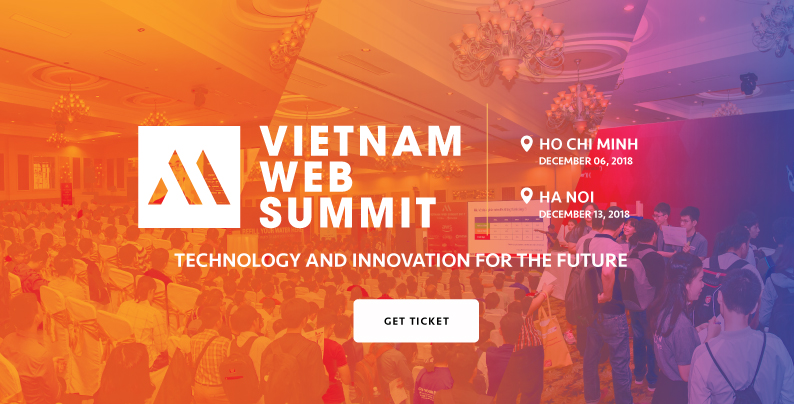 VIETNAM
WEB
SUMMIT
HO CHI MINH
DECEMBER 06, 2018
HA NOI
DECEMBER 13, 2018
TECHNOLOGY AND INNOVATION FOR THE FUTURE
GET TICKET